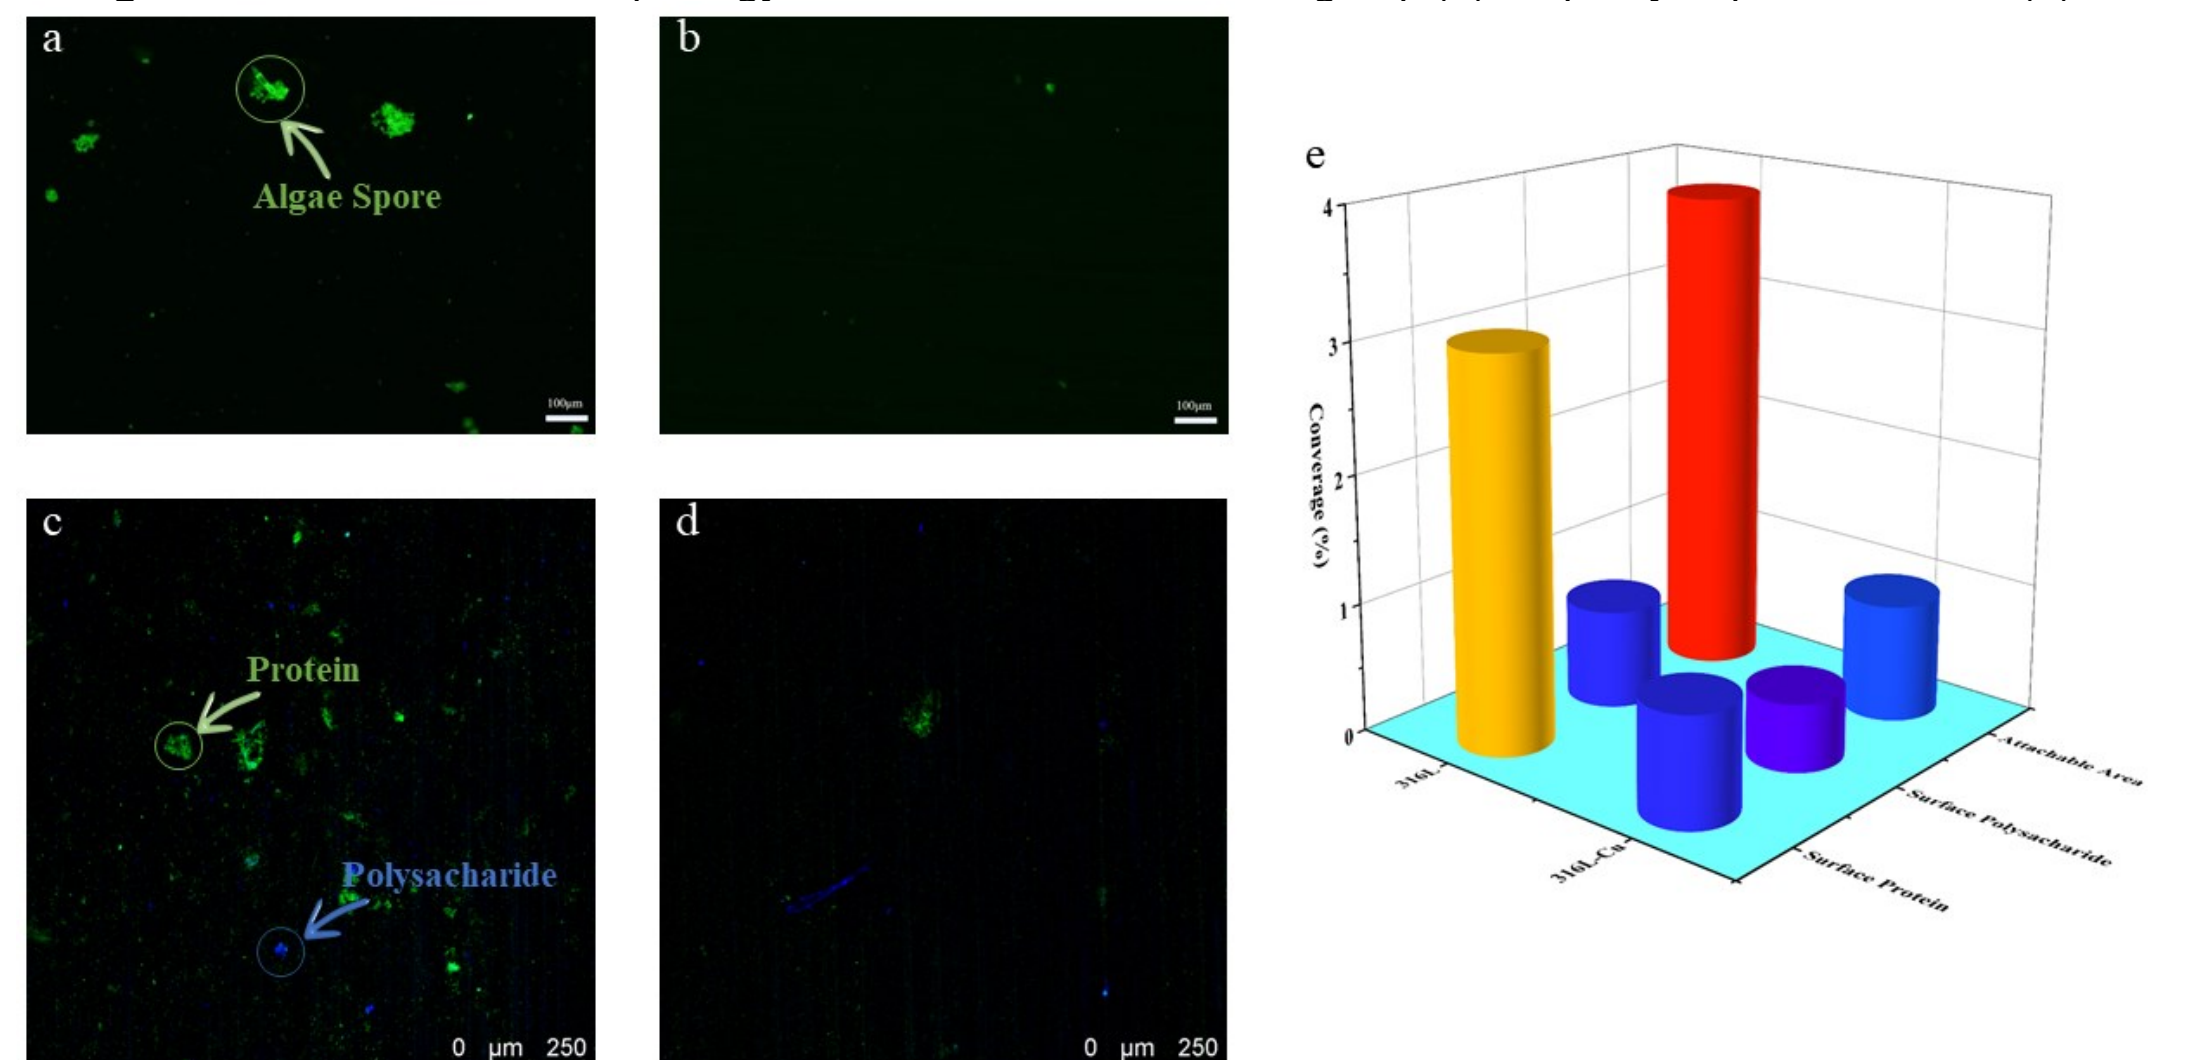 a
Algae Spore
100μm
b
100μm
c
Protein
Polysacharide
0 μm 250
d
0 μm 250
e
4
3
2
1
0
Converage (%)
316L
316L-Cu
Surface Protein
Surface Polysacharide
Attachable Area